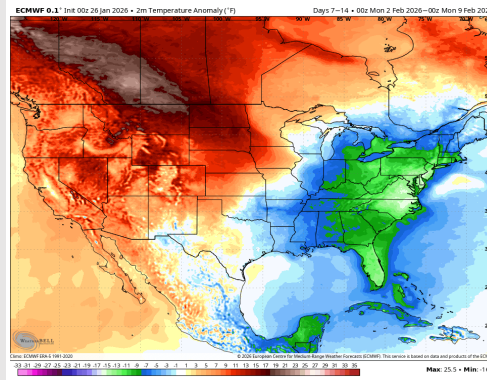 ECMWF 0.1° Init 00z 26 Jan 2026 • 2m Temperature Anomaly (°F)
Days 7−14 • 00z Mon 2 Feb 2026−00z Mon 9 Feb 202
WeatherBELL
Climo: ECMWF ERA-5 1991-2020
© 2026 European Centre for Medium-Range Weather Forecasts (ECMWF). This service is based on data and products of the EC
-33 -31 -29 -27 -25 -23 -21 -19 -17 -15 -13 -11 -9 -7 -5 -3 -1 1 3 5 7 9 11 13 15 17 19 21 23 25 27 29 31 33 35
Max: 25.5 • Min: -1